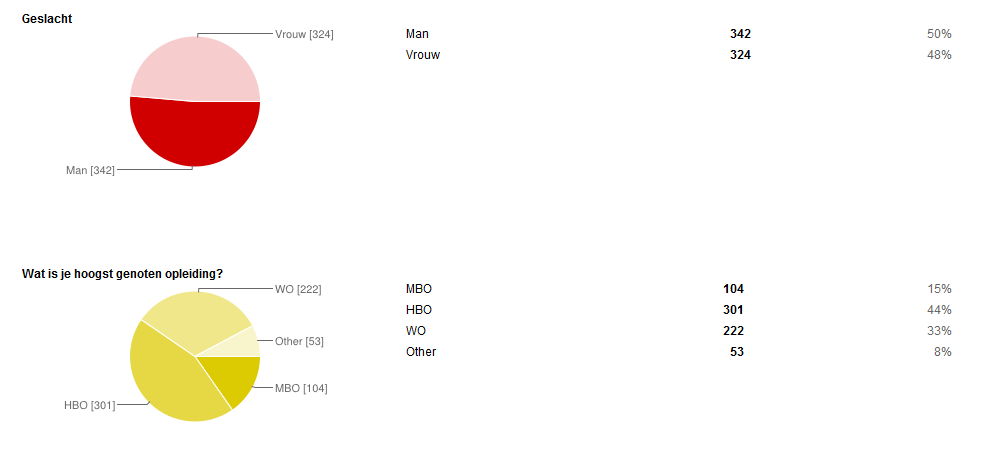 Geslacht
Vrouw [324]
Man [342]
Man 342 50%
Vrouw 324 48%
Wat is je hoogst genoten opleiding?
WO [222]
Other [53]
MBO [104]
HBO [301]
MBO 104 15%
HBO 301 44%
WO 222 33%
Other 53 8%